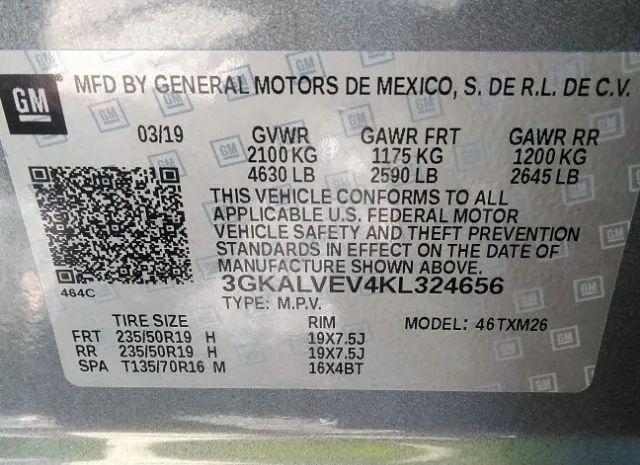 GM
MFD BY GENERAL MOTORS DE MEXICO, S. DE R.L. DE C.V.
03/19 GVWR GAWR FRT GAWR RR
2100 KG 1175 KG 1200 KG
4630 LB 2590 LB 2645 LB
THIS VEHICLE CONFORMS TO ALL
APPLICABLE U.S. FEDERAL MOTOR
VEHICLE SAFETY AND THEFT PREVENTION
STANDARDS IN EFFECT ON THE DATE OF
MANUFACTURE SHOWN ABOVE.
464C
3GKALVEV4KL324656
TYPE: M.P.V.
TIRE SIZE RIM MODEL: 46TXM26
FRT 235/50R19 H 19X7.5J
RR 235/50R19 H 19X7.5J
SPA T135/70R16 M 16X4BT